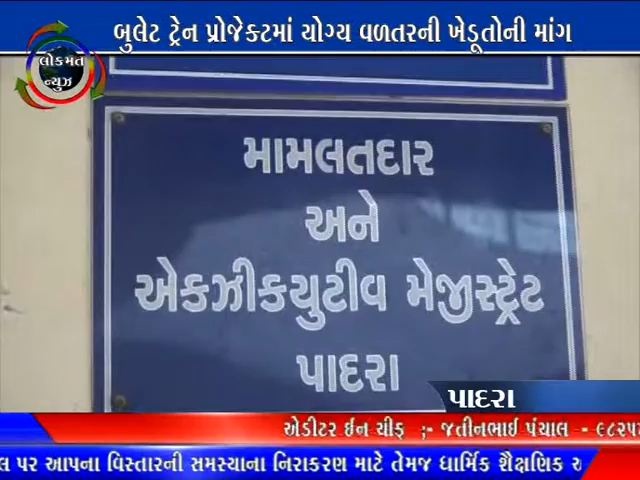 બુલેટ ટ્રેન પ્રોજેકટમાં યોગ્ય વળતરની ખેડૂતોની માંગ
લોકમત
ન્યુઝ
મામલતદાર
અને
એકઝીકયુટીવ મેજીસ્ટ્રેટ
પાદરા
પાદરા
એડીટર ઈન ચીફ :- જતીનભાઈ પંચાલ - ૯૮૨૫
પર આપના વિસ્તારની સમસ્યાના નિરાકરણ માટે તેમજ ધાર્મિક શૈક્ષણિક